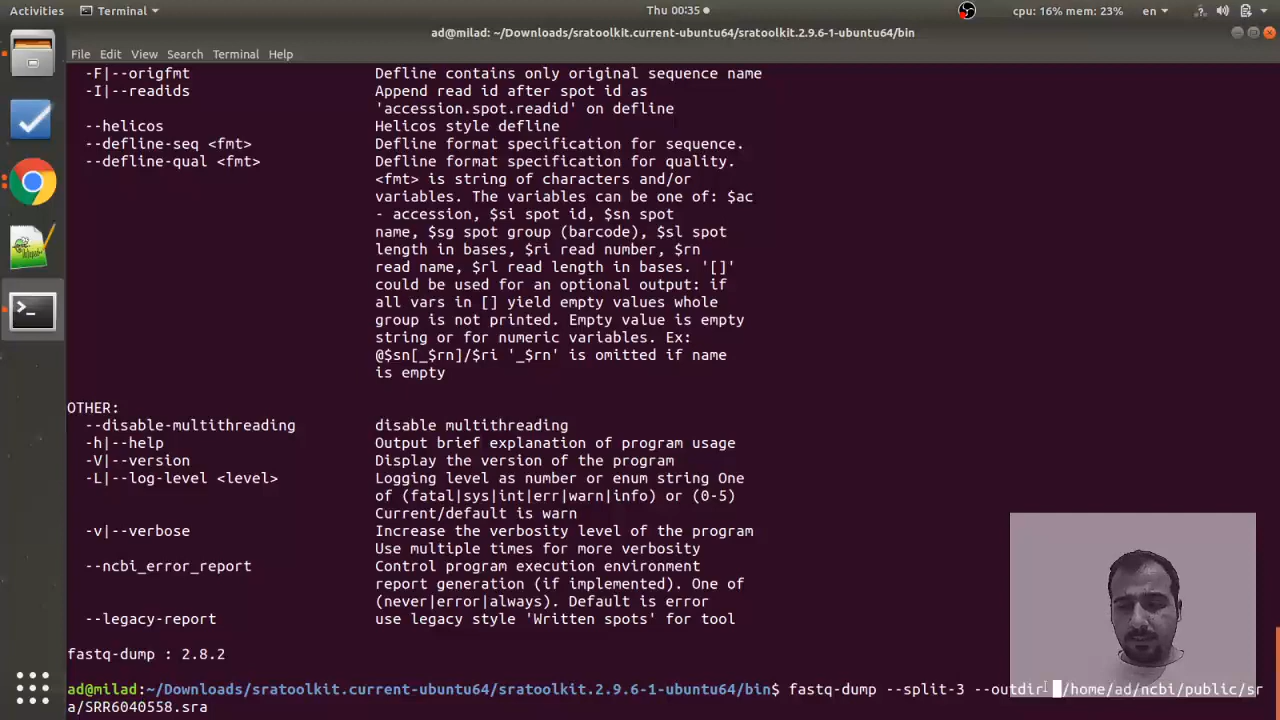 Activities Terminal Thu 00:35 cpu: 16% mem: 23% en
ad@milad: ~/Downloads/sratoolkit.current-ubuntu64/sratoolkit.2.9.6-1-ubuntu64/bin
File Edit View Search Terminal Help
-F|--origfmt Defline contains only original sequence name
-I|--readids Append read id after spot id as
'accession.spot.readid' on defline
--helicos Helicos style defline
--defline-seq <fmt> Defline format specification for sequence.
--defline-qual <fmt> Defline format specification for quality.
<fmt> is string of characters and/or
variables. The variables can be one of: $ac
- accession, $si spot id, $sn spot
name, $sg spot group (barcode), $sl spot
length in bases, $ri read number, $rn
read name, $rl read length in bases. '[]'
could be used for an optional output: if
all vars in [] yield empty values whole
group is not printed. Empty value is empty
string or for numeric variables. Ex:
@$sn[_$rn]/$ri '_$rn' is omitted if name
is empty
OTHER:
--disable-multithreading disable multithreading
-h|--help Output brief explanation of program usage
-V|--version Display the version of the program
-L|--log-level <level> Logging level as number or enum string One
of (fatal|sys|int|err|warn|info) or (0-5)
Current/default is warn
-v|--verbose Increase the verbosity level of the program
Use multiple times for more verbosity
--ncbi_error_report Control program execution environment
report generation (if implemented). One of
(never|error|always). Default is error
--legacy-report use legacy style 'Written spots' for tool
fastq-dump : 2.8.2
ad@milad:~/Downloads/sratoolkit.current-ubuntu64/sratoolkit.2.9.6-1-ubuntu64/bin$ fastq-dump --split-3 --outdir /home/ad/ncbi/public/sr
a/SRR6040558.sra